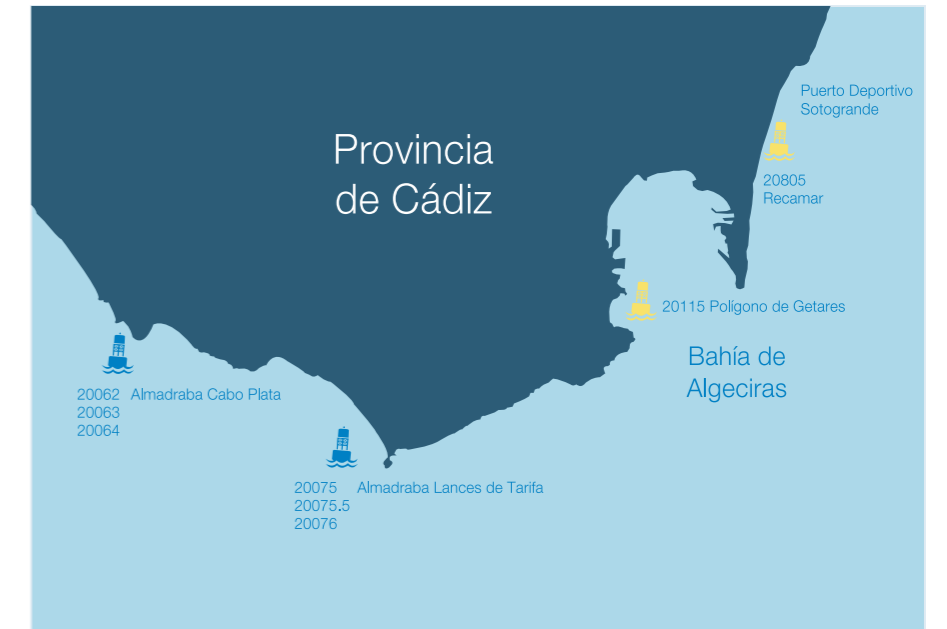 Puerto Deportivo
Sotogrande
Provincia
de Cádiz
20805
Recamar
20115 Polígono de Getares
Bahía de
Algeciras
20062 Almadraba Cabo Plata
20063
20064
20075 Almadraba Lances de Tarifa
20075.5
20076